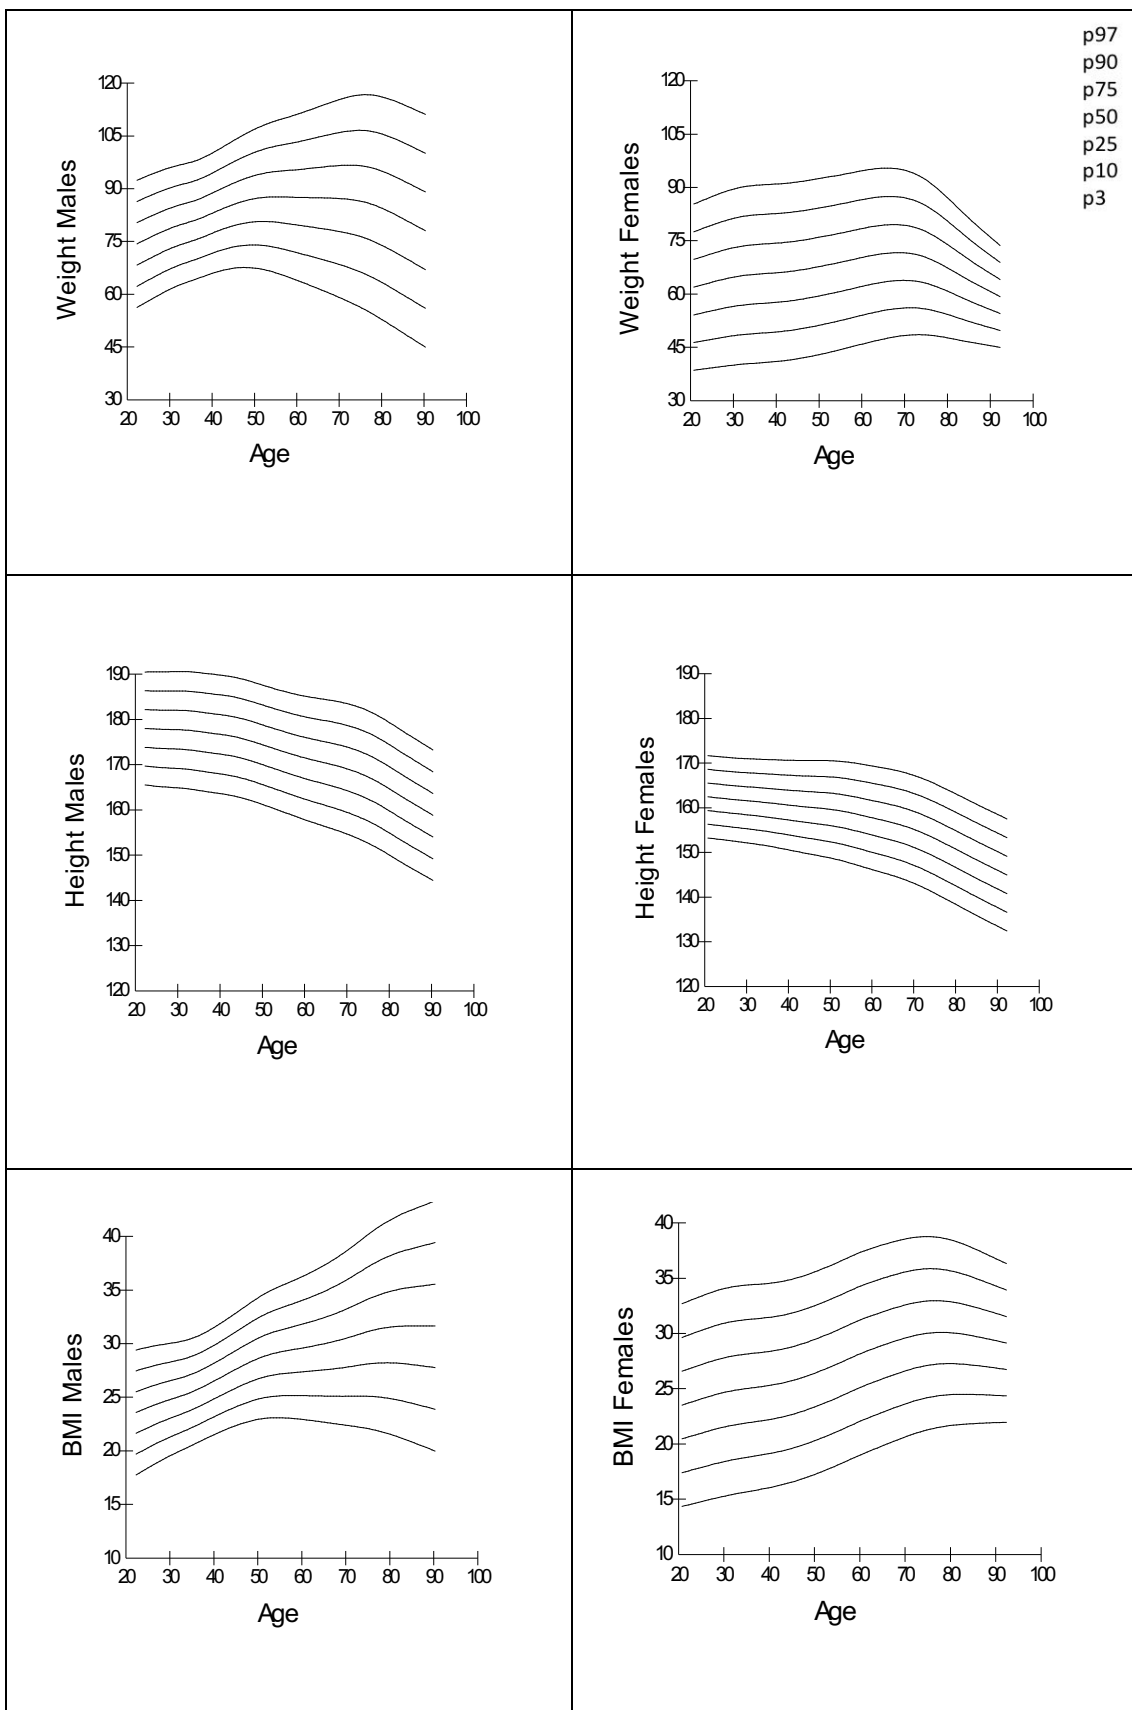 120
105
90
75
60
45
30
20 30 40 50 60 70 80 90 100
Weight Males
Age
120
105
90
75
60
45
30
20 30 40 50 60 70 80 90 100
Weight Females
Age
p97
p90
p75
p50
p25
p10
p3
190
180
170
160
150
140
130
120
20 30 40 50 60 70 80 90 100
Height Males
Age
190
180
170
160
150
140
130
120
20 30 40 50 60 70 80 90 100
Height Females
Age
40
35
30
25
20
15
10
20 30 40 50 60 70 80 90 100
BMI Males
Age
40
35
30
25
20
15
10
20 30 40 50 60 70 80 90 100
BMI Females
Age